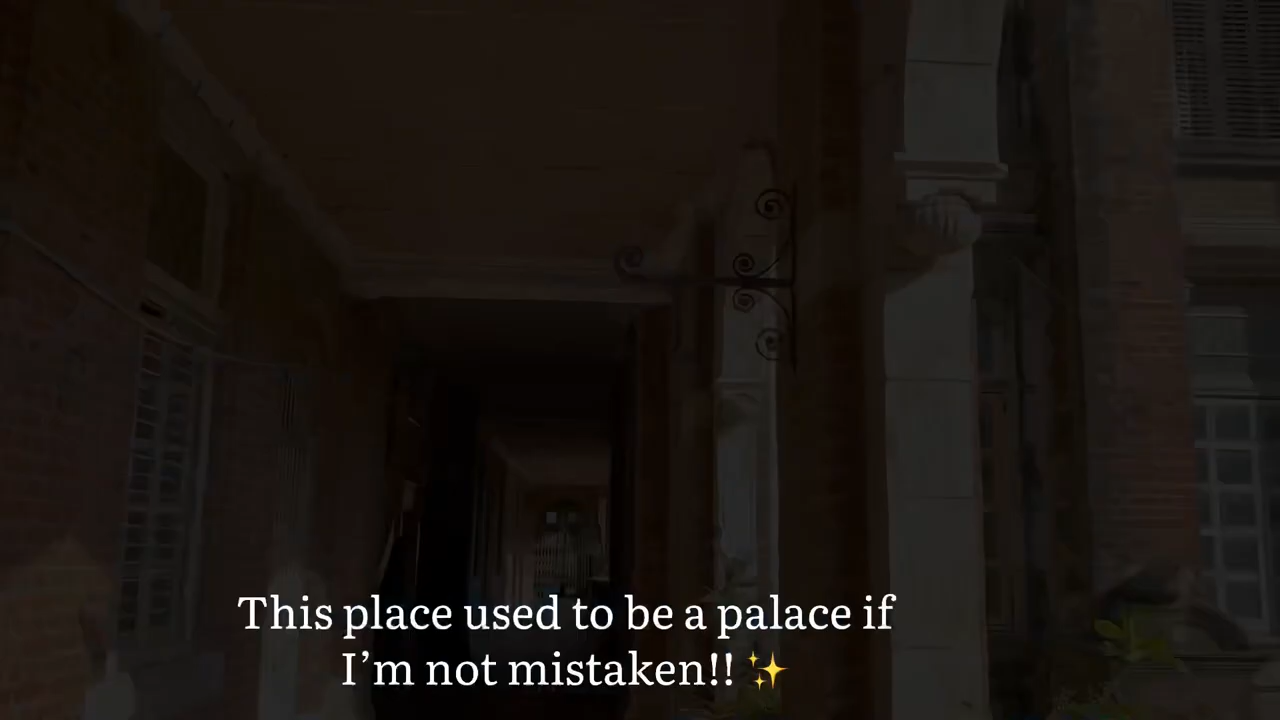 This place used to be a palace if
I’m not mistaken!! ✨